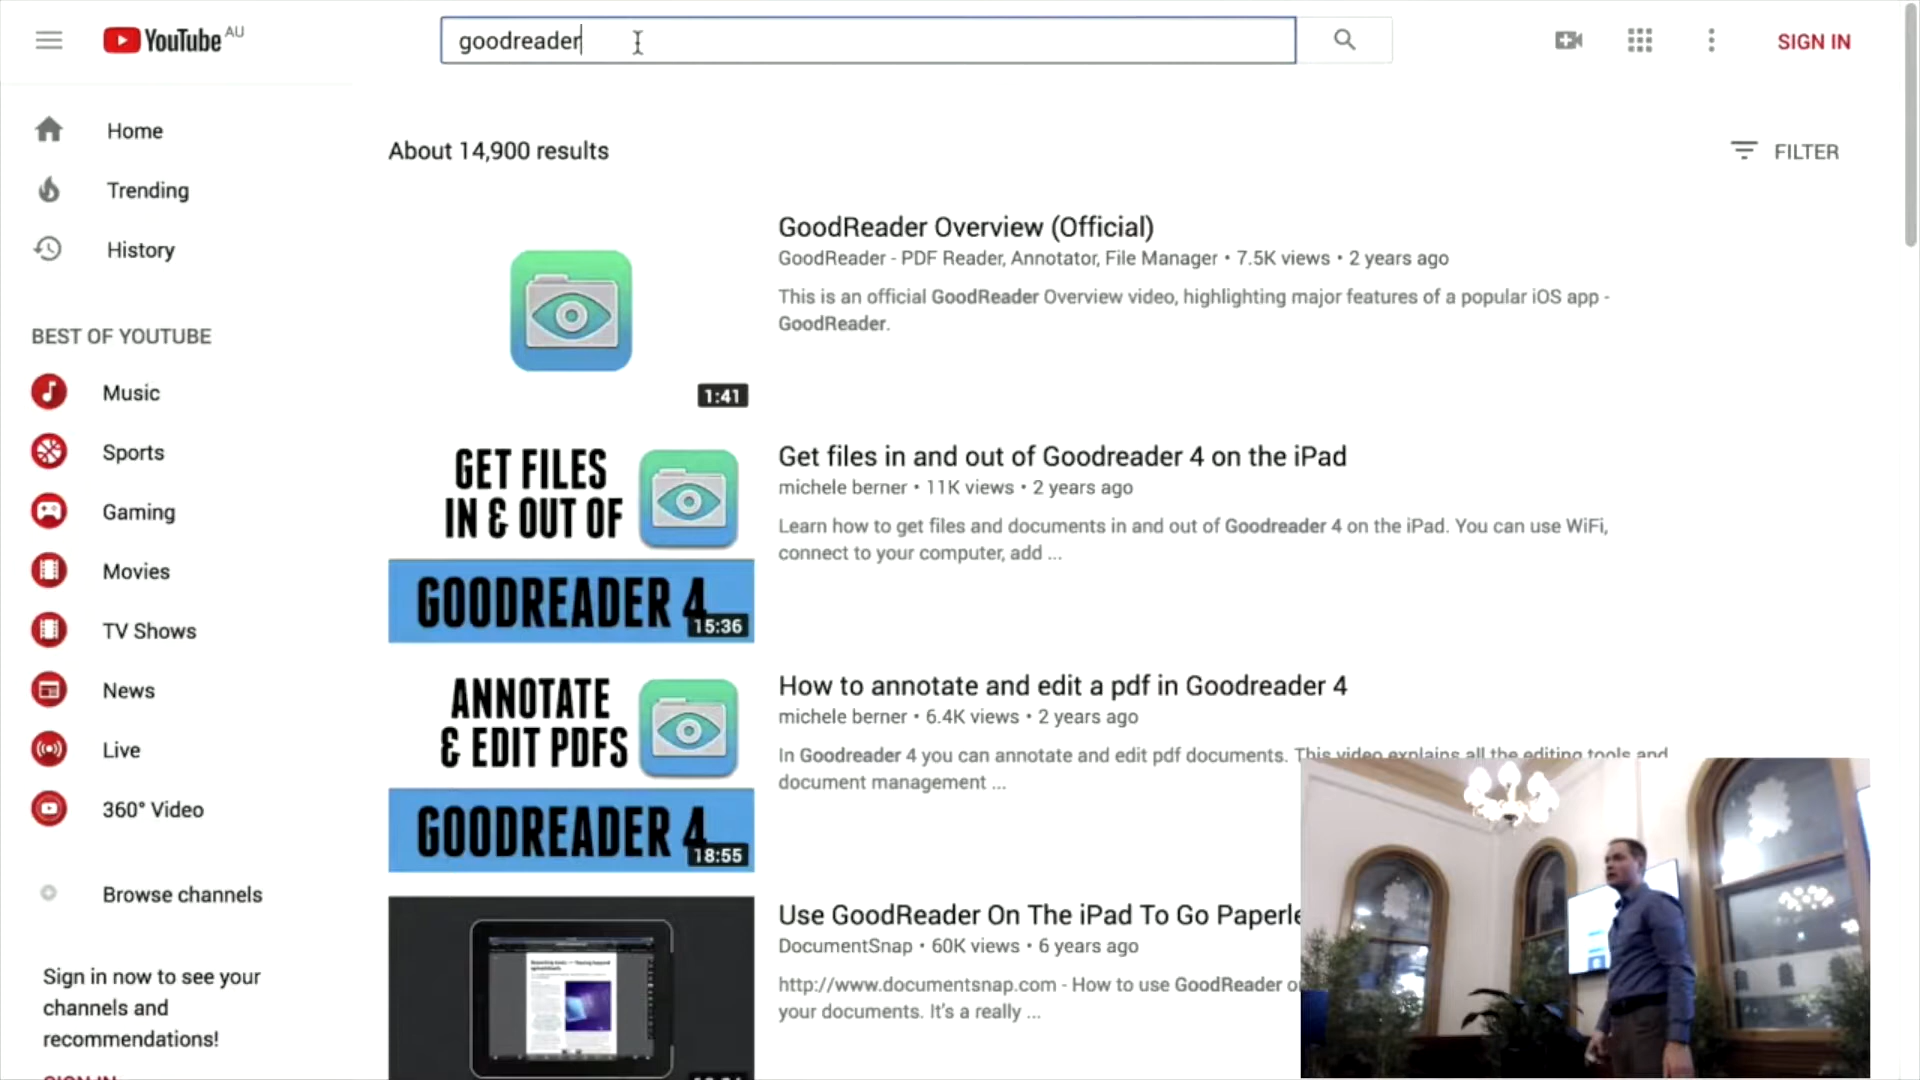 YouTube AU
goodreader
SIGN IN
Home
Trending
History
BEST OF YOUTUBE
Music
Sports
Gaming
Movies
TV Shows
News
Live
360° Video
Browse channels
Sign in now to see your
channels and
recommendations!
About 14,900 results
FILTER
1:41
GoodReader Overview (Official)
GoodReader - PDF Reader, Annotator, File Manager • 7.5K views • 2 years ago
This is an official GoodReader Overview video, highlighting major features of a popular iOS app -
GoodReader.
GET FILES
IN & OUT OF
GOODREADER 4
15:36
Get files in and out of Goodreader 4 on the iPad
michele berner • 11K views • 2 years ago
Learn how to get files and documents in and out of Goodreader 4 on the iPad. You can use WiFi,
connect to your computer, add ...
ANNOTATE
& EDIT PDFS
GOODREADER 4
18:55
How to annotate and edit a pdf in Goodreader 4
michele berner • 6.4K views • 2 years ago
In Goodreader 4 you can annotate and edit pdf documents. This video explains all the editing tools and
document management ...
Use GoodReader On The iPad To Go Paperle
DocumentSnap • 60K views • 6 years ago
http://www.documentsnap.com - How to use GoodReader o
your documents. It's a really ...